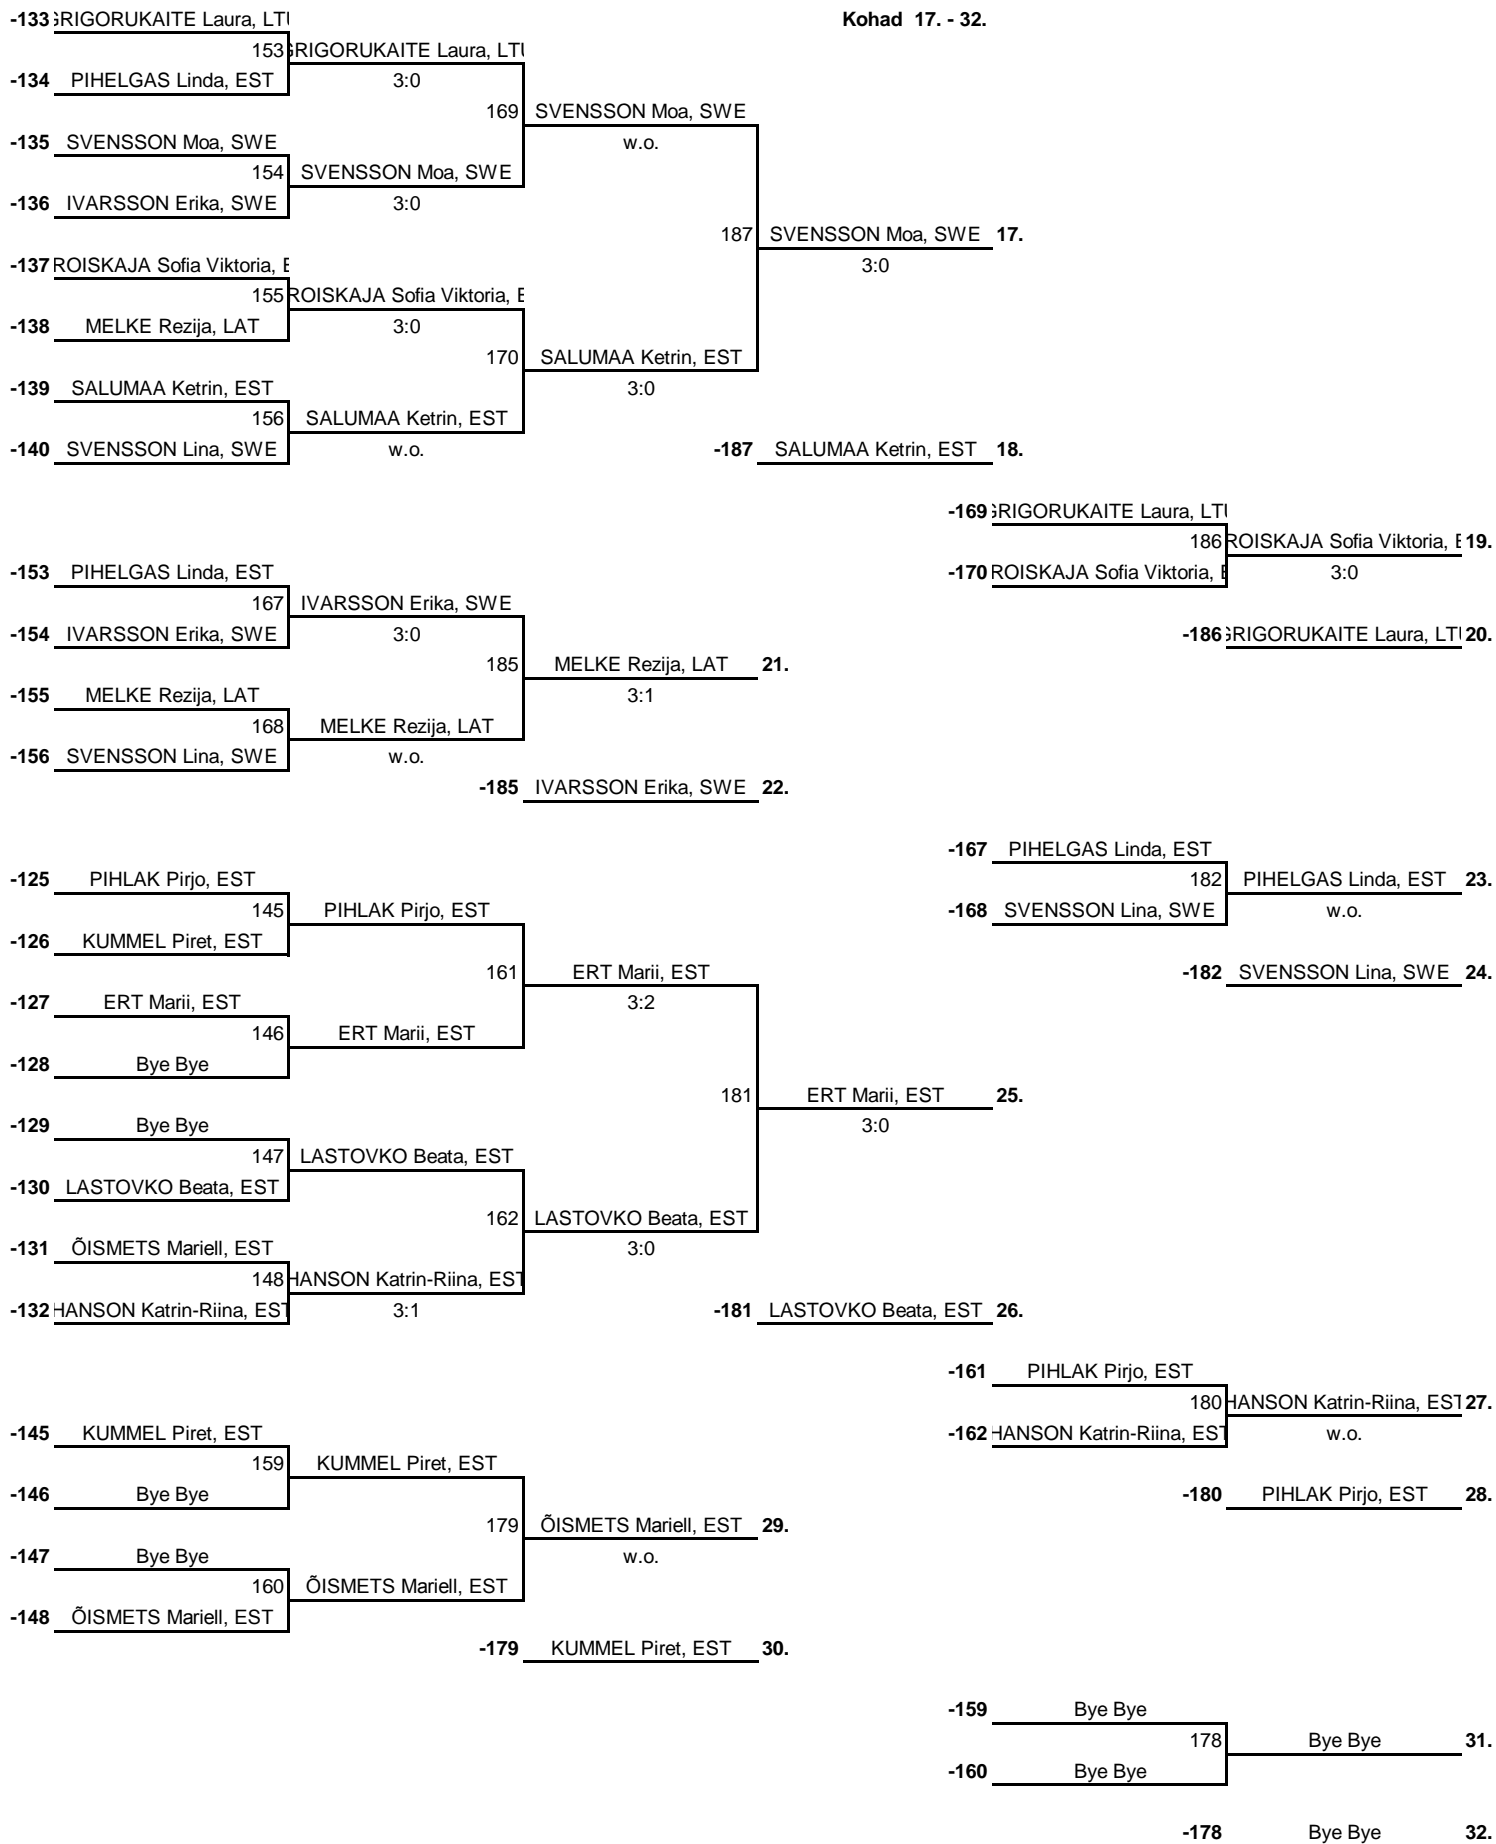 -133 GRIGORUKAITE Laura, LTU
Kohad 17. - 32.
153 GRIGORUKAITE Laura, LTU
-134 PIHELGAS Linda, EST 3:0
169 SVENSSON Moa, SWE
-135 SVENSSON Moa, SWE w.o.
154 SVENSSON Moa, SWE
-136 IVARSSON Erika, SWE 3:0
187 SVENSSON Moa, SWE 17.
-137 ROISKAJA Sofia Viktoria, E 3:0
155 ROISKAJA Sofia Viktoria, E
-138 MELKE Rezija, LAT 3:0
170 SALUMAA Ketrin, EST
-139 SALUMAA Ketrin, EST 3:0
156 SALUMAA Ketrin, EST
-140 SVENSSON Lina, SWE w.o. -187 SALUMAA Ketrin, EST 18.
-169 GRIGORUKAITE Laura, LTU
186 ROISKAJA Sofia Viktoria, E 19.
-153 PIHELGAS Linda, EST -170 ROISKAJA Sofia Viktoria, E 3:0
167 IVARSSON Erika, SWE
-154 IVARSSON Erika, SWE 3:0 -186 GRIGORUKAITE Laura, LTU 20.
185 MELKE Rezija, LAT 21.
-155 MELKE Rezija, LAT 3:1
168 MELKE Rezija, LAT
-156 SVENSSON Lina, SWE w.o.
-185 IVARSSON Erika, SWE 22.
-167 PIHELGAS Linda, EST
-125 PIHLAK Pirjo, EST 182 PIHELGAS Linda, EST 23.
145 PIHLAK Pirjo, EST -168 SVENSSON Lina, SWE w.o.
-126 KUMMEL Piret, EST
161 ERT Marii, EST -182 SVENSSON Lina, SWE 24.
-127 ERT Marii, EST 3:2
146 ERT Marii, EST
-128 Bye Bye
181 ERT Marii, EST 25.
-129 Bye Bye 3:0
147 LASTOVKO Beata, EST
-130 LASTOVKO Beata, EST
162 LASTOVKO Beata, EST
-131 ÕISMETS Mariell, EST 3:0
148 HANSON Katrin-Riina, EST
-132 HANSON Katrin-Riina, EST 3:1 -181 LASTOVKO Beata, EST 26.
-161 PIHLAK Pirjo, EST
180 HANSON Katrin-Riina, EST 27.
-145 KUMMEL Piret, EST -162 HANSON Katrin-Riina, EST w.o.
159 KUMMEL Piret, EST
-146 Bye Bye -180 PIHLAK Pirjo, EST 28.
179 ÕISMETS Mariell, EST 29.
-147 Bye Bye w.o.
160 ÕISMETS Mariell, EST
-148 ÕISMETS Mariell, EST
-179 KUMMEL Piret, EST 30.
-159 Bye Bye
178 Bye Bye 31.
-160 Bye Bye
-178 Bye Bye 32.